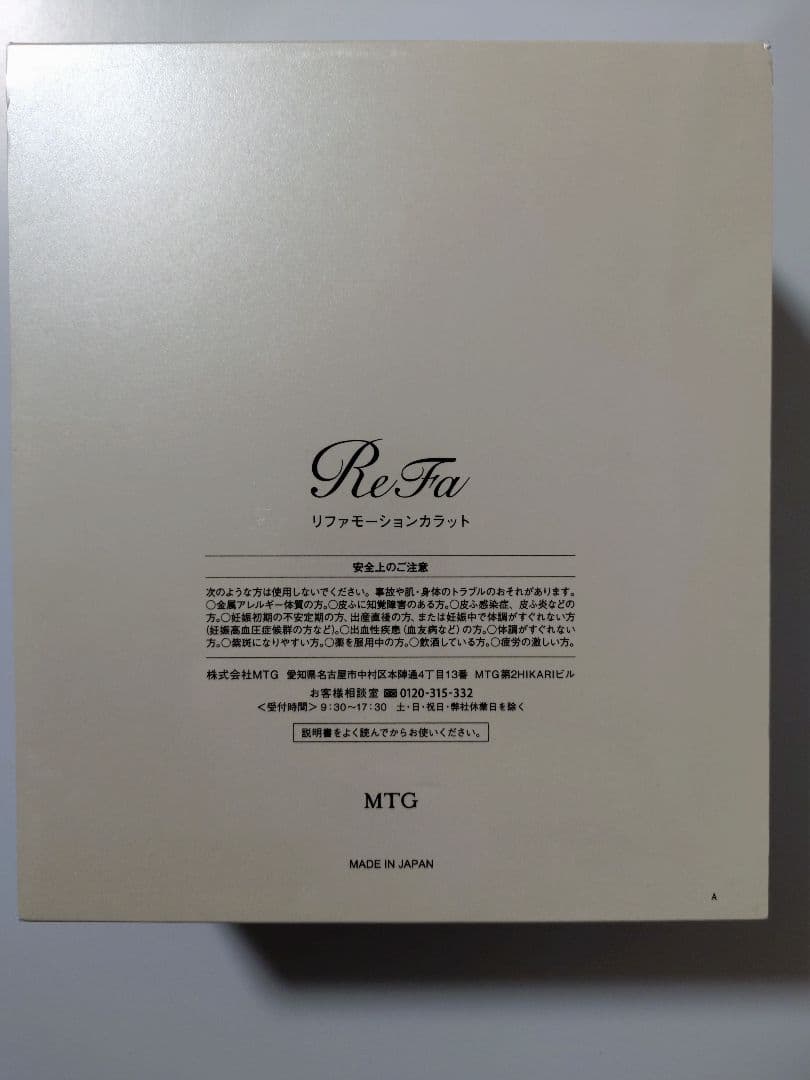 ReFa
リファモーションカラット
安全上のご注意
次のような方は使用しないでください。事故や肌・身体のトラブルのおそれがあります。
○金属アレルギー体質の方。○皮ふに知覚障害のある方。○皮ふ感染症、皮ふ炎などの
方。○妊娠初期の不安定期の方、出産直後の方、または妊娠中で体調がすぐれない方
(妊娠高血圧症候群の方など)。○出血性疾患(血友病など)の方。○体調がすぐれない
方。○紫斑になりやすい方。○薬を服用中の方。○飲酒している方。○疲労の激しい方。
株式会社MTG 愛知県名古屋市中村区本陣通4丁目13番 MTG第2HIKARIビル
お客様相談室 0120-315-332
<受付時間>9:30〜17:30 土・日・祝日・弊社休業日を除く
説明書をよく読んでからお使いください。
MTG
MADE IN JAPAN
A